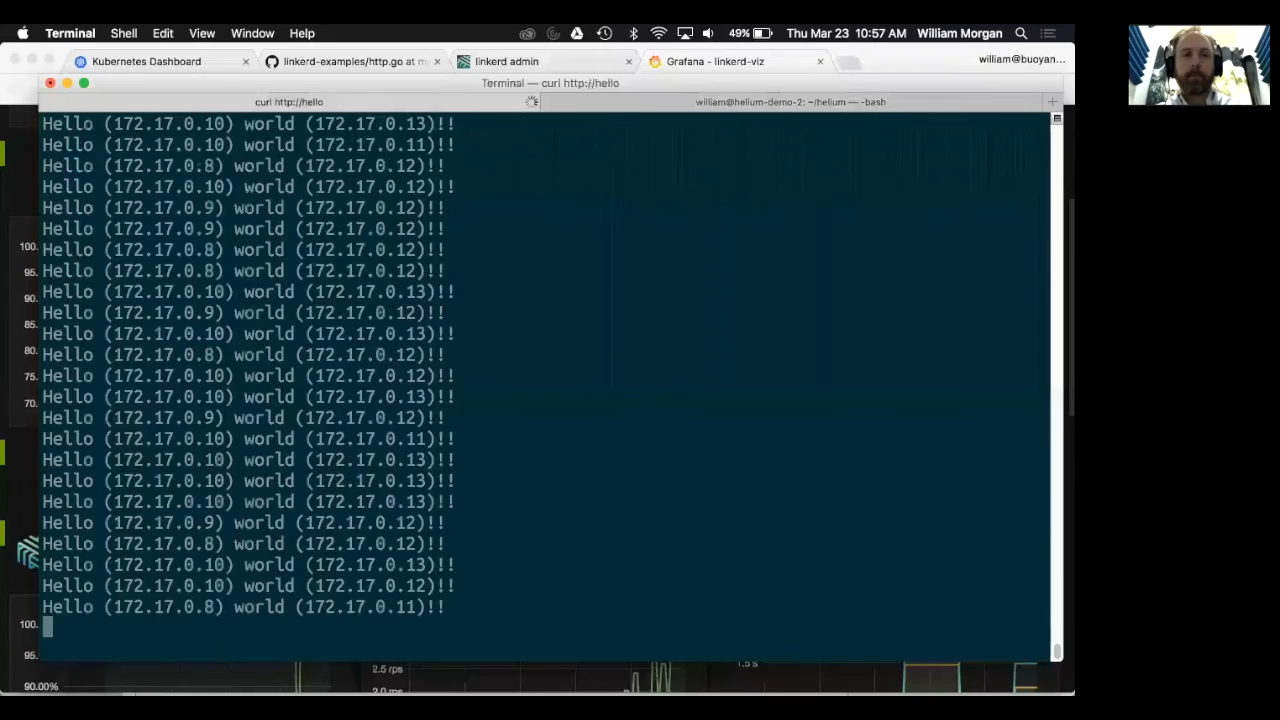 Terminal Shell Edit View Window Help 49% Thu Mar 23 10:57 AM William Morgan
Kubernetes Dashboard × linkerd-examples/http.go at m × linkerd admin × Grafana - linkerd-viz × william@buoyan...
Terminal — curl http://hello
curl http://hello william@helium-demo-2: ~/helium — -bash +
Hello (172.17.0.10) world (172.17.0.13)!!
Hello (172.17.0.10) world (172.17.0.11)!!
Hello (172.17.0.8) world (172.17.0.12)!!
Hello (172.17.0.10) world (172.17.0.12)!!
Hello (172.17.0.9) world (172.17.0.12)!!
Hello (172.17.0.9) world (172.17.0.12)!!
Hello (172.17.0.8) world (172.17.0.12)!!
Hello (172.17.0.8) world (172.17.0.12)!!
Hello (172.17.0.10) world (172.17.0.13)!!
Hello (172.17.0.9) world (172.17.0.12)!!
Hello (172.17.0.10) world (172.17.0.13)!!
Hello (172.17.0.8) world (172.17.0.12)!!
Hello (172.17.0.10) world (172.17.0.12)!!
Hello (172.17.0.10) world (172.17.0.13)!!
Hello (172.17.0.9) world (172.17.0.12)!!
Hello (172.17.0.10) world (172.17.0.11)!!
Hello (172.17.0.10) world (172.17.0.13)!!
Hello (172.17.0.10) world (172.17.0.13)!!
Hello (172.17.0.10) world (172.17.0.13)!!
Hello (172.17.0.9) world (172.17.0.12)!!
Hello (172.17.0.8) world (172.17.0.12)!!
Hello (172.17.0.10) world (172.17.0.13)!!
Hello (172.17.0.10) world (172.17.0.12)!!
Hello (172.17.0.8) world (172.17.0.11)!!
100.
95.
90.
85.
80.
75.
70.
100.
95.
90.00%
2.5 rps
2.0 rps
1.5 s